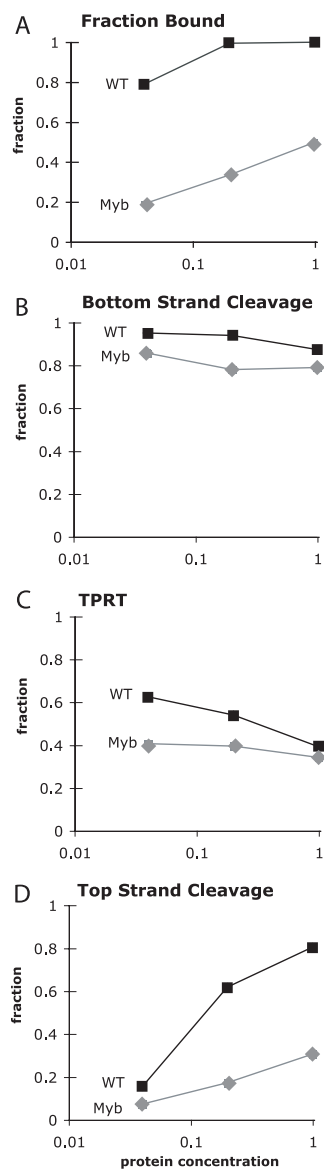 A Fraction Bound
1
0.8
WT
0.6
fraction
0.4
0.2
Myb
0
0.01 0.1 1
B Bottom Strand Cleavage
1
WT
Myb
0.8
0.6
fraction
0.4
0.2
0
0.01 0.1 1
C TPRT
1
0.8
0.6
WT
fraction
0.4
Myb
0.2
0
0.01 0.1 1
D Top Strand Cleavage
1
0.8
0.6
fraction
0.4
0.2
WT
Myb
0
0.01 0.1 1
protein concentration